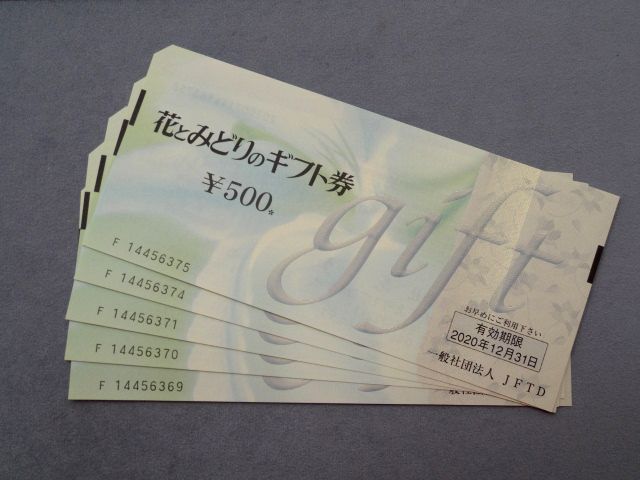 花とみどりのギフト券
¥500*
gift
F 14456375
F 14456374
F 14456371
F 14456370
F 14456369
お早めにご利用下さい
有効期限
2020年12月31日
一般社団法人 JFTD